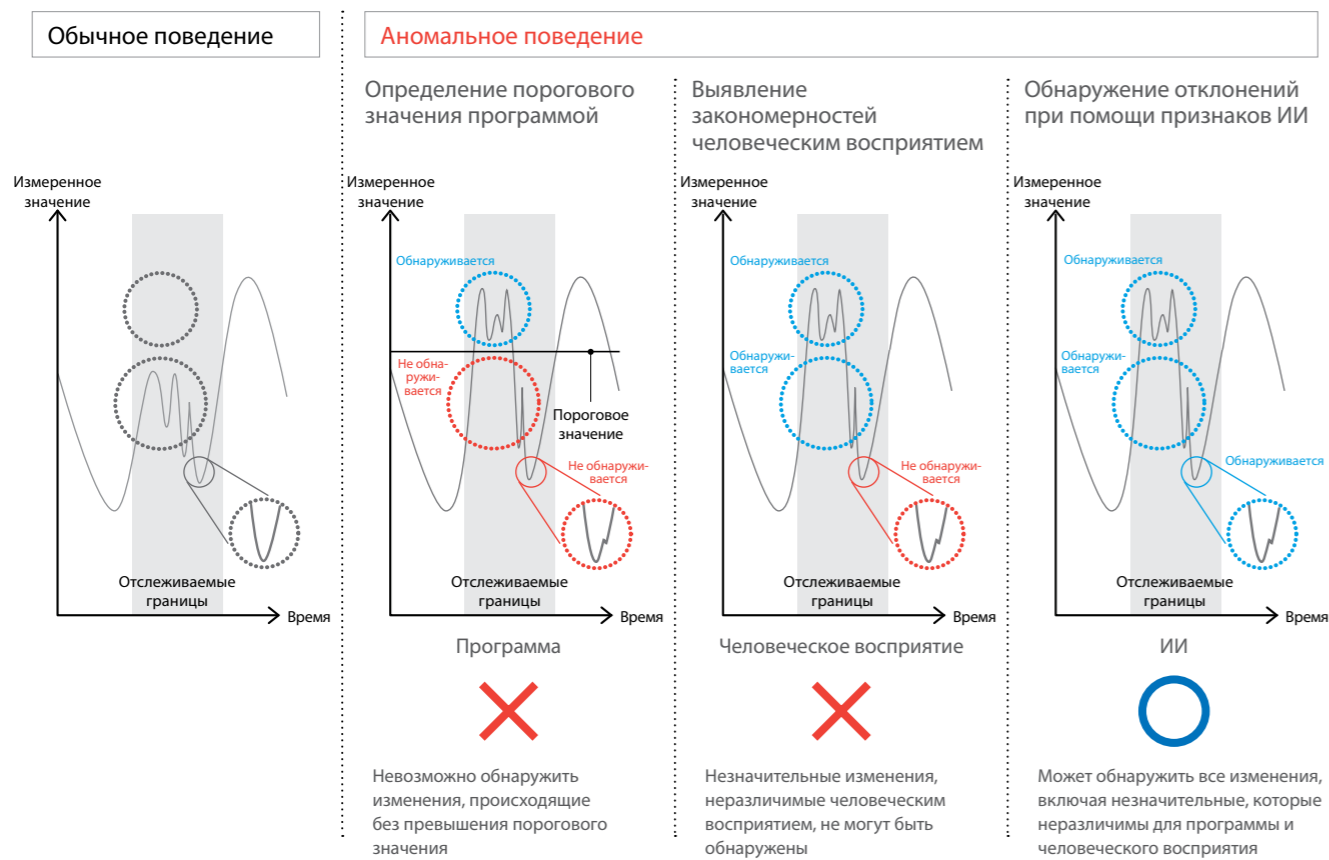 Обычное поведение
Аномальное поведение
Определение порогового
значения программой
Выявление
закономерностей
человеческим восприятием
Обнаружение отклонений
при помощи признаков ИИ
Измеренное
значение
Отслеживаемые
границы
Время
Измеренное
значение
Обнаруживается
Не обна-
ружи-
вается
Пороговое
значение
Не обнаружи-
вается
Отслеживаемые
границы
Время
Измеренное
значение
Обнаруживается
Обнаружи-
вается
Не обнаружи-
вается
Отслеживаемые
границы
Время
Измеренное
значение
Обнаруживается
Обнаружи-
вается
Обнаруживается
Отслеживаемые
границы
Время
Программа
Невозможно обнаружить
изменения, происходящие
без превышения порогового
значения
Человеческое восприятие
Незначительные изменения,
неразличимые человеческим
восприятием, не могут быть
обнаружены
ИИ
Может обнаружить все изменения,
включая незначительные, которые
неразличимы для программы и
человеческого восприятия